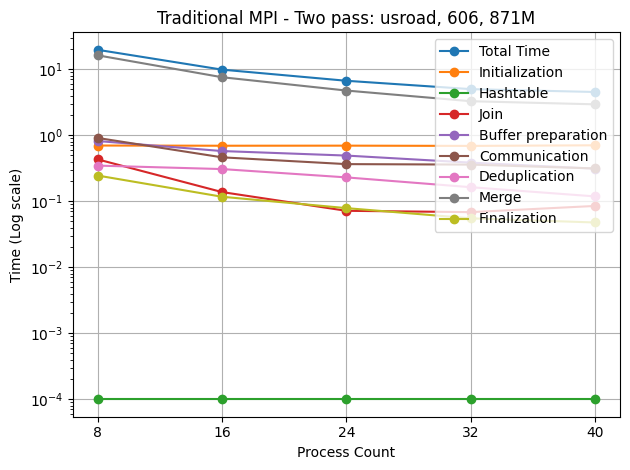 Traditional MPI - Two pass: usroad, 606, 871M
Time (Log scale)
10^1
10^0
10^-1
10^-2
10^-3
10^-4
Total Time
Initialization
Hashtable
Join
Buffer preparation
Communication
Deduplication
Merge
Finalization
8 16 24 32 40
Process Count